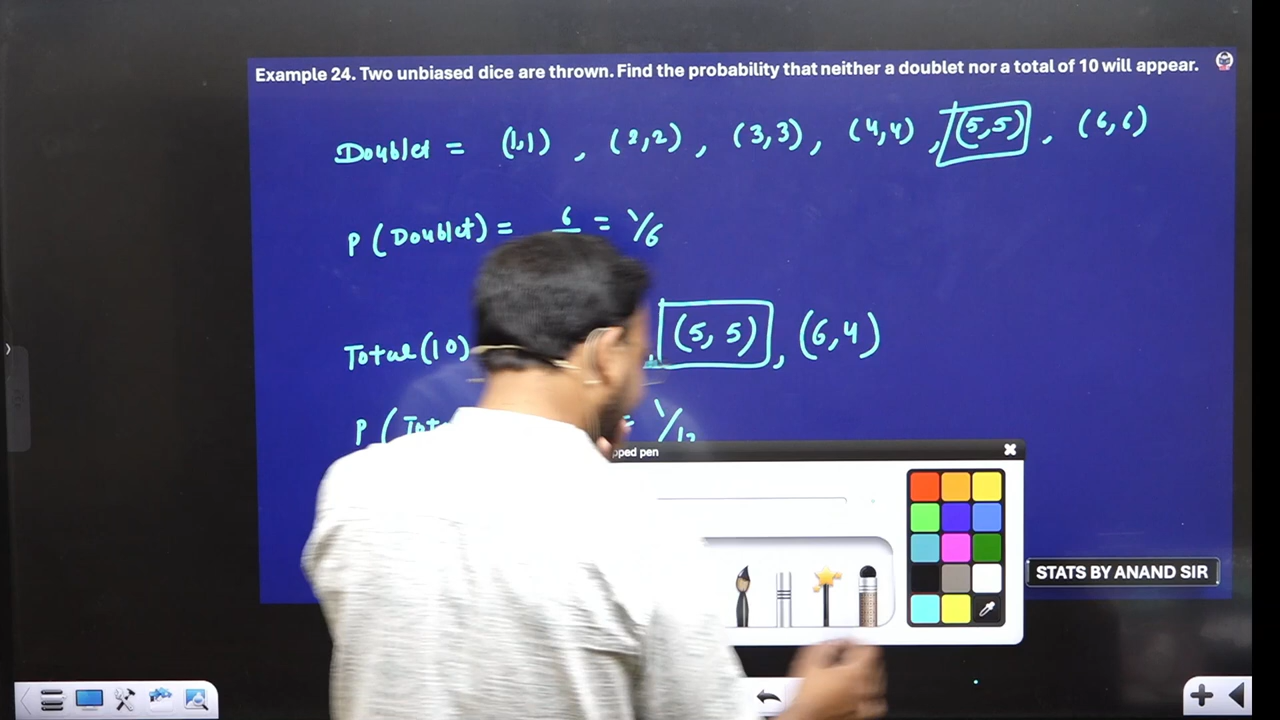 Example 24. Two unbiased dice are thrown. Find the probability that neither a doublet nor a total of 10 will appear.
Doublet = (1,1) , (2,2) , (3,3) , (4,4) , (5,5) , (6,6)
P (Doublet) = 6 = 1/6
Total (10) , (5, 5) , (6,4)
P ( = 1/12
pped pen
STATS BY ANAND SIR